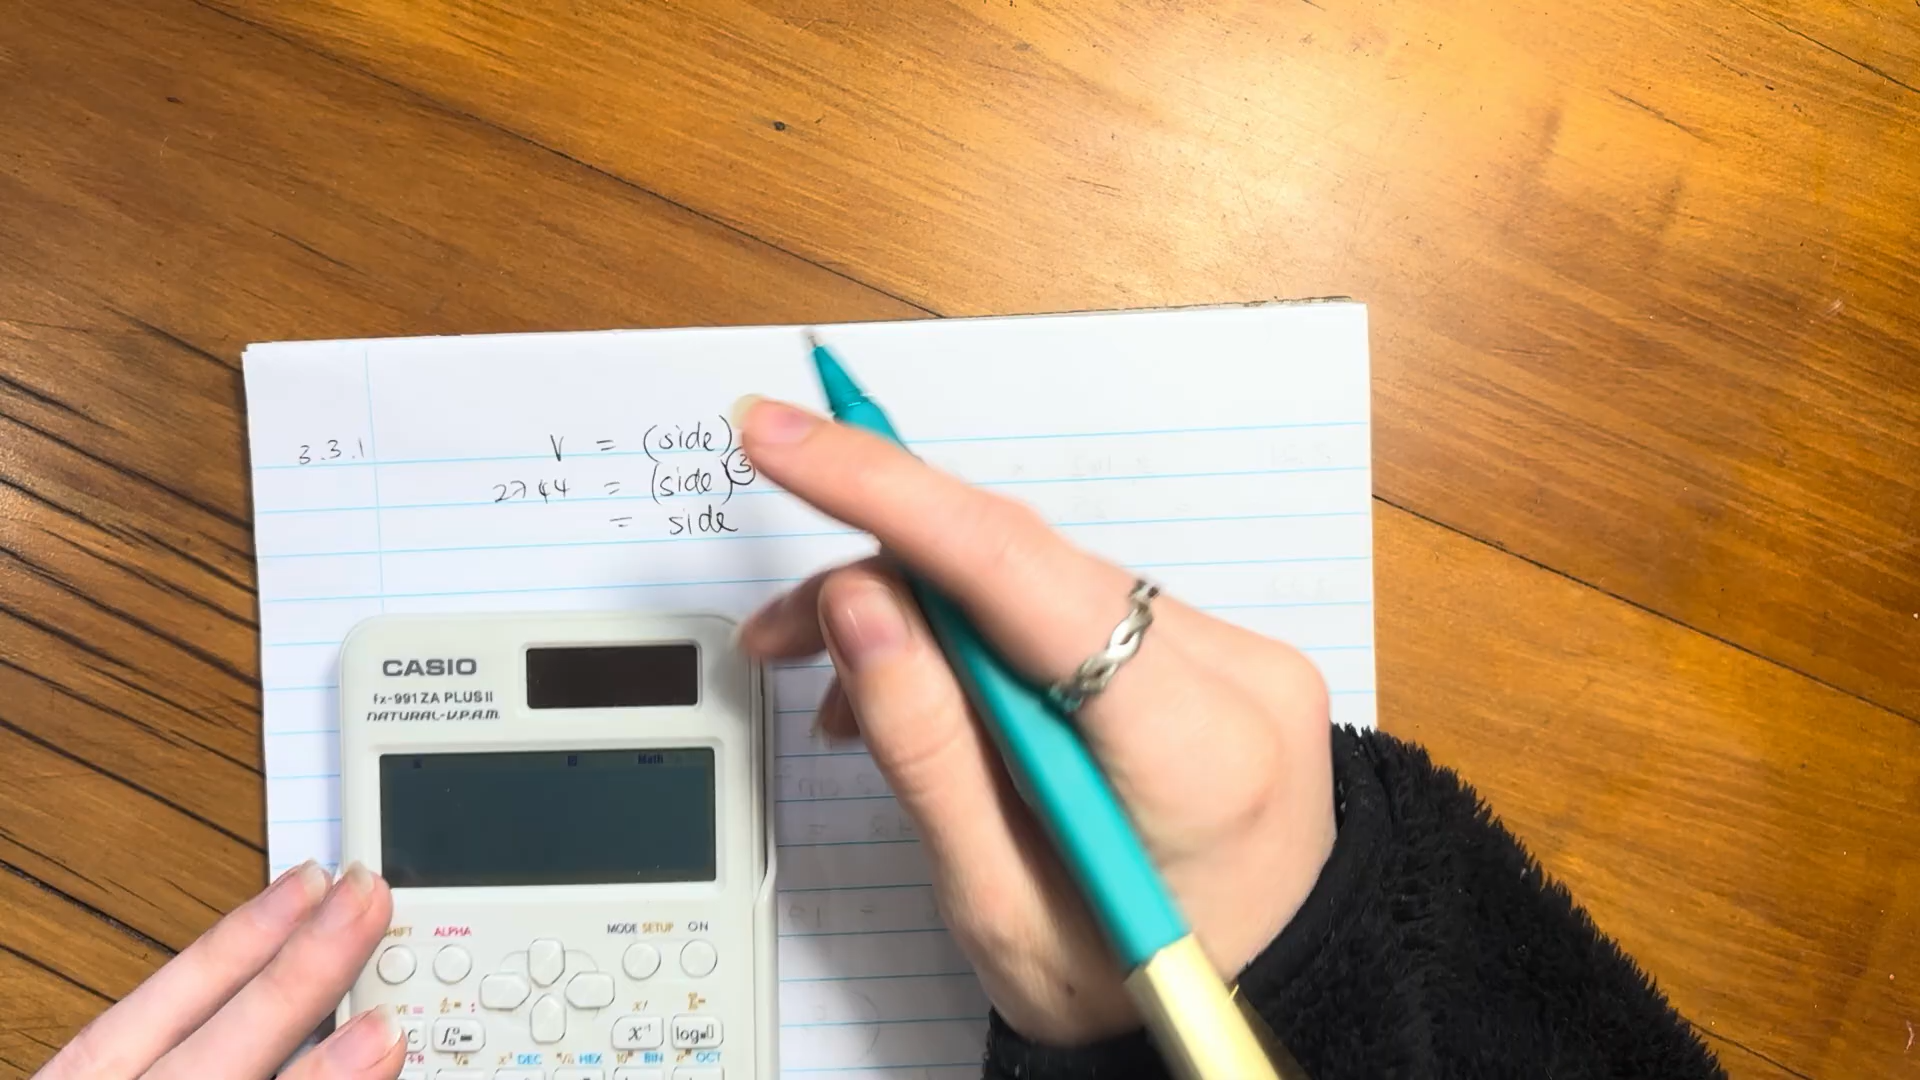 3.3.1 V = (side)
2744 = (side)③
= side
CASIO
fx-991ZA PLUS II
NATURAL-V.P.A.M.
Math
SHIFT ALPHA MODE SETUP ON
x!
x⁻¹
DEC HEX BIN OCT